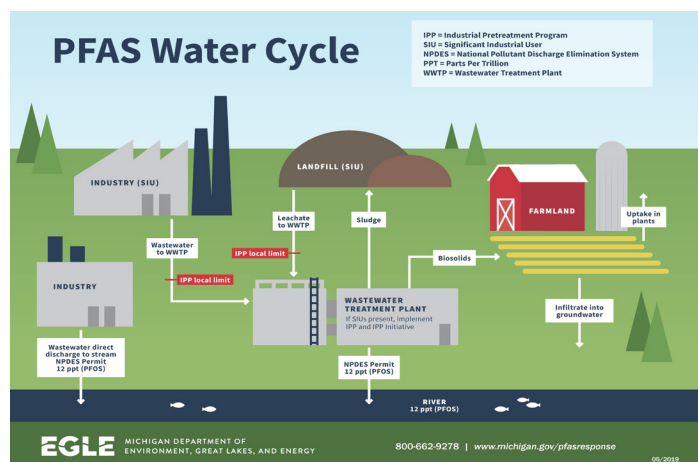 PFAS Water Cycle
IPP = Industrial Pretreatment Program
SIU = Significant Industrial User
NPDES = National Pollutant Discharge Elimination System
PPT = Parts Per Trillion
WWTP = Wastewater Treatment Plant
INDUSTRY (SIU)
LANDFILL (SIU)
FARMLAND
Uptake in
plants
Leachate
to WWTP
Sludge
Wastewater
to WWTP
IPP local limit
Biosolids
IPP local limit
INDUSTRY
WASTEWATER
TREATMENT PLANT
If SIUs present, implement
IPP and IPP Initiative
Infiltrate into
groundwater
Wastewater direct
discharge to stream
NPDES Permit
12 ppt (PFOS)
NPDES Permit
12 ppt (PFOS)
RIVER
12 ppt (PFOS)
EGLE
MICHIGAN DEPARTMENT OF
ENVIRONMENT, GREAT LAKES, AND ENERGY
800-662-9278 | www.michigan.gov/pfasresponse
05/2019